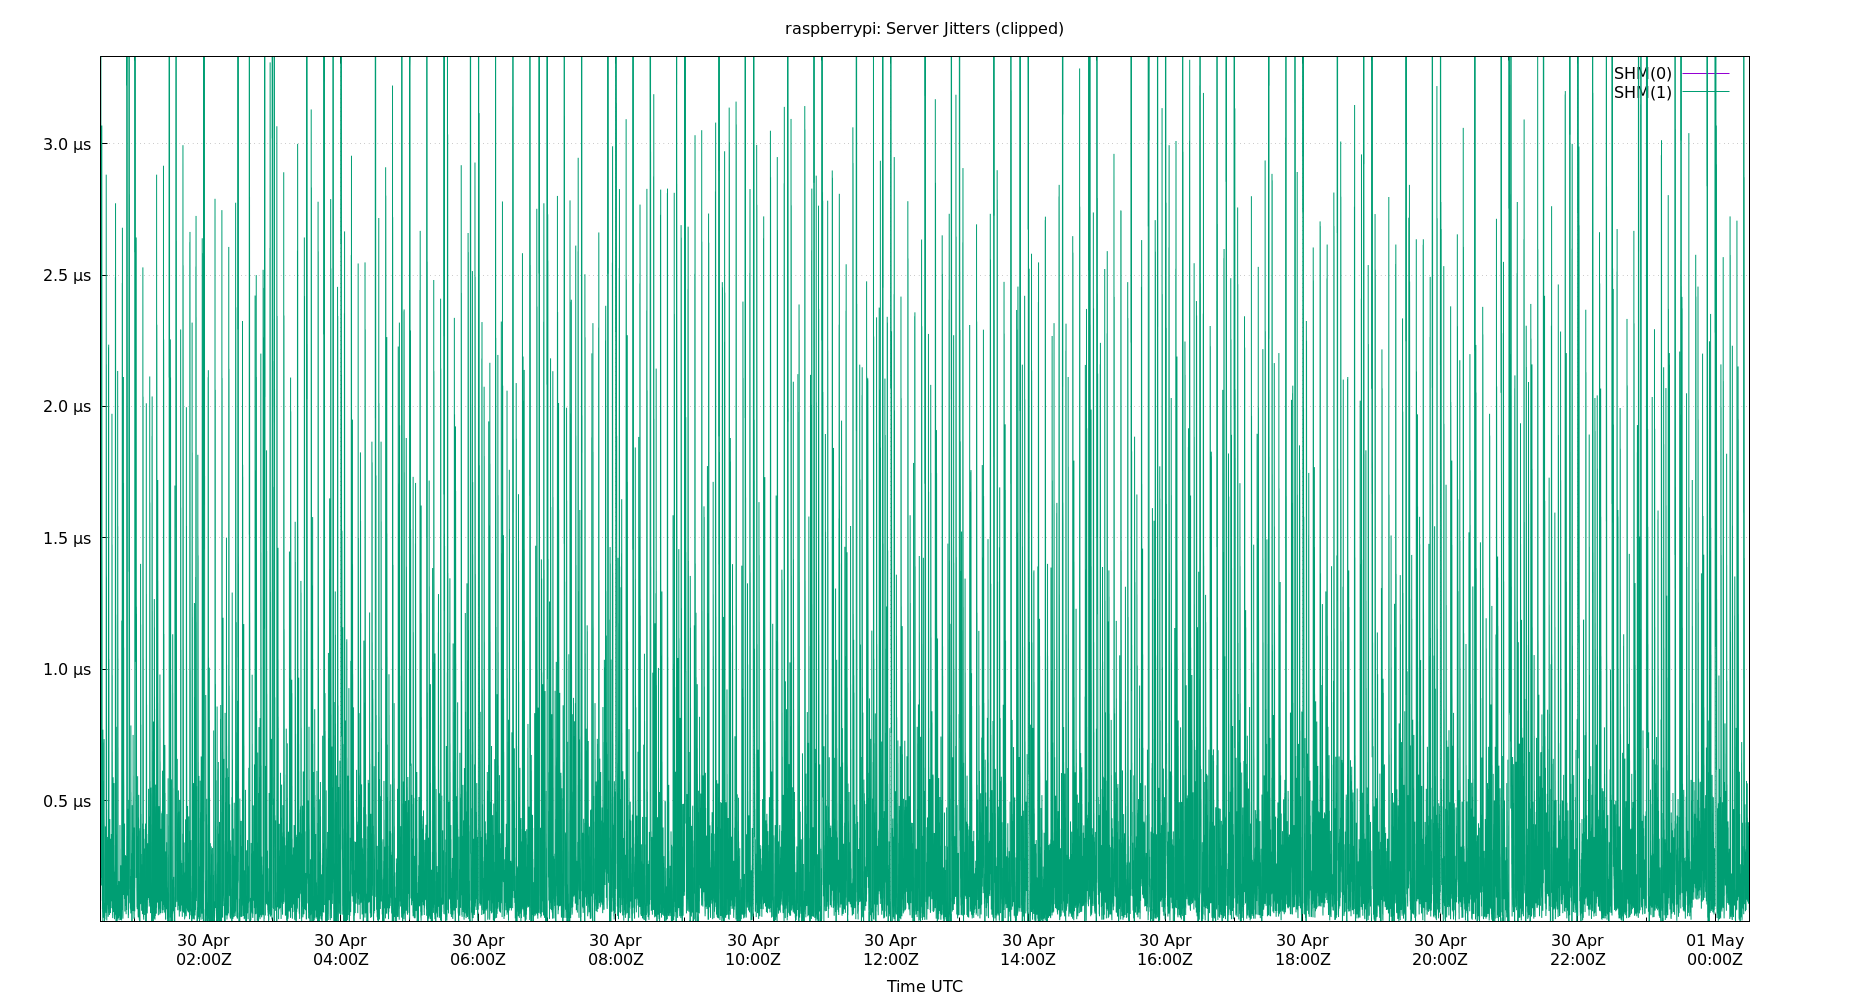 raspberrypi: Server Jitters (clipped)
SHM(0)
SHM(1)
3.0 µs
2.5 µs
2.0 µs
1.5 µs
1.0 µs
0.5 µs
30 Apr 30 Apr 30 Apr 30 Apr 30 Apr 30 Apr 30 Apr 30 Apr 30 Apr 30 Apr 30 Apr 01 May
02:00Z 04:00Z 06:00Z 08:00Z 10:00Z 12:00Z 14:00Z 16:00Z 18:00Z 20:00Z 22:00Z 00:00Z
Time UTC